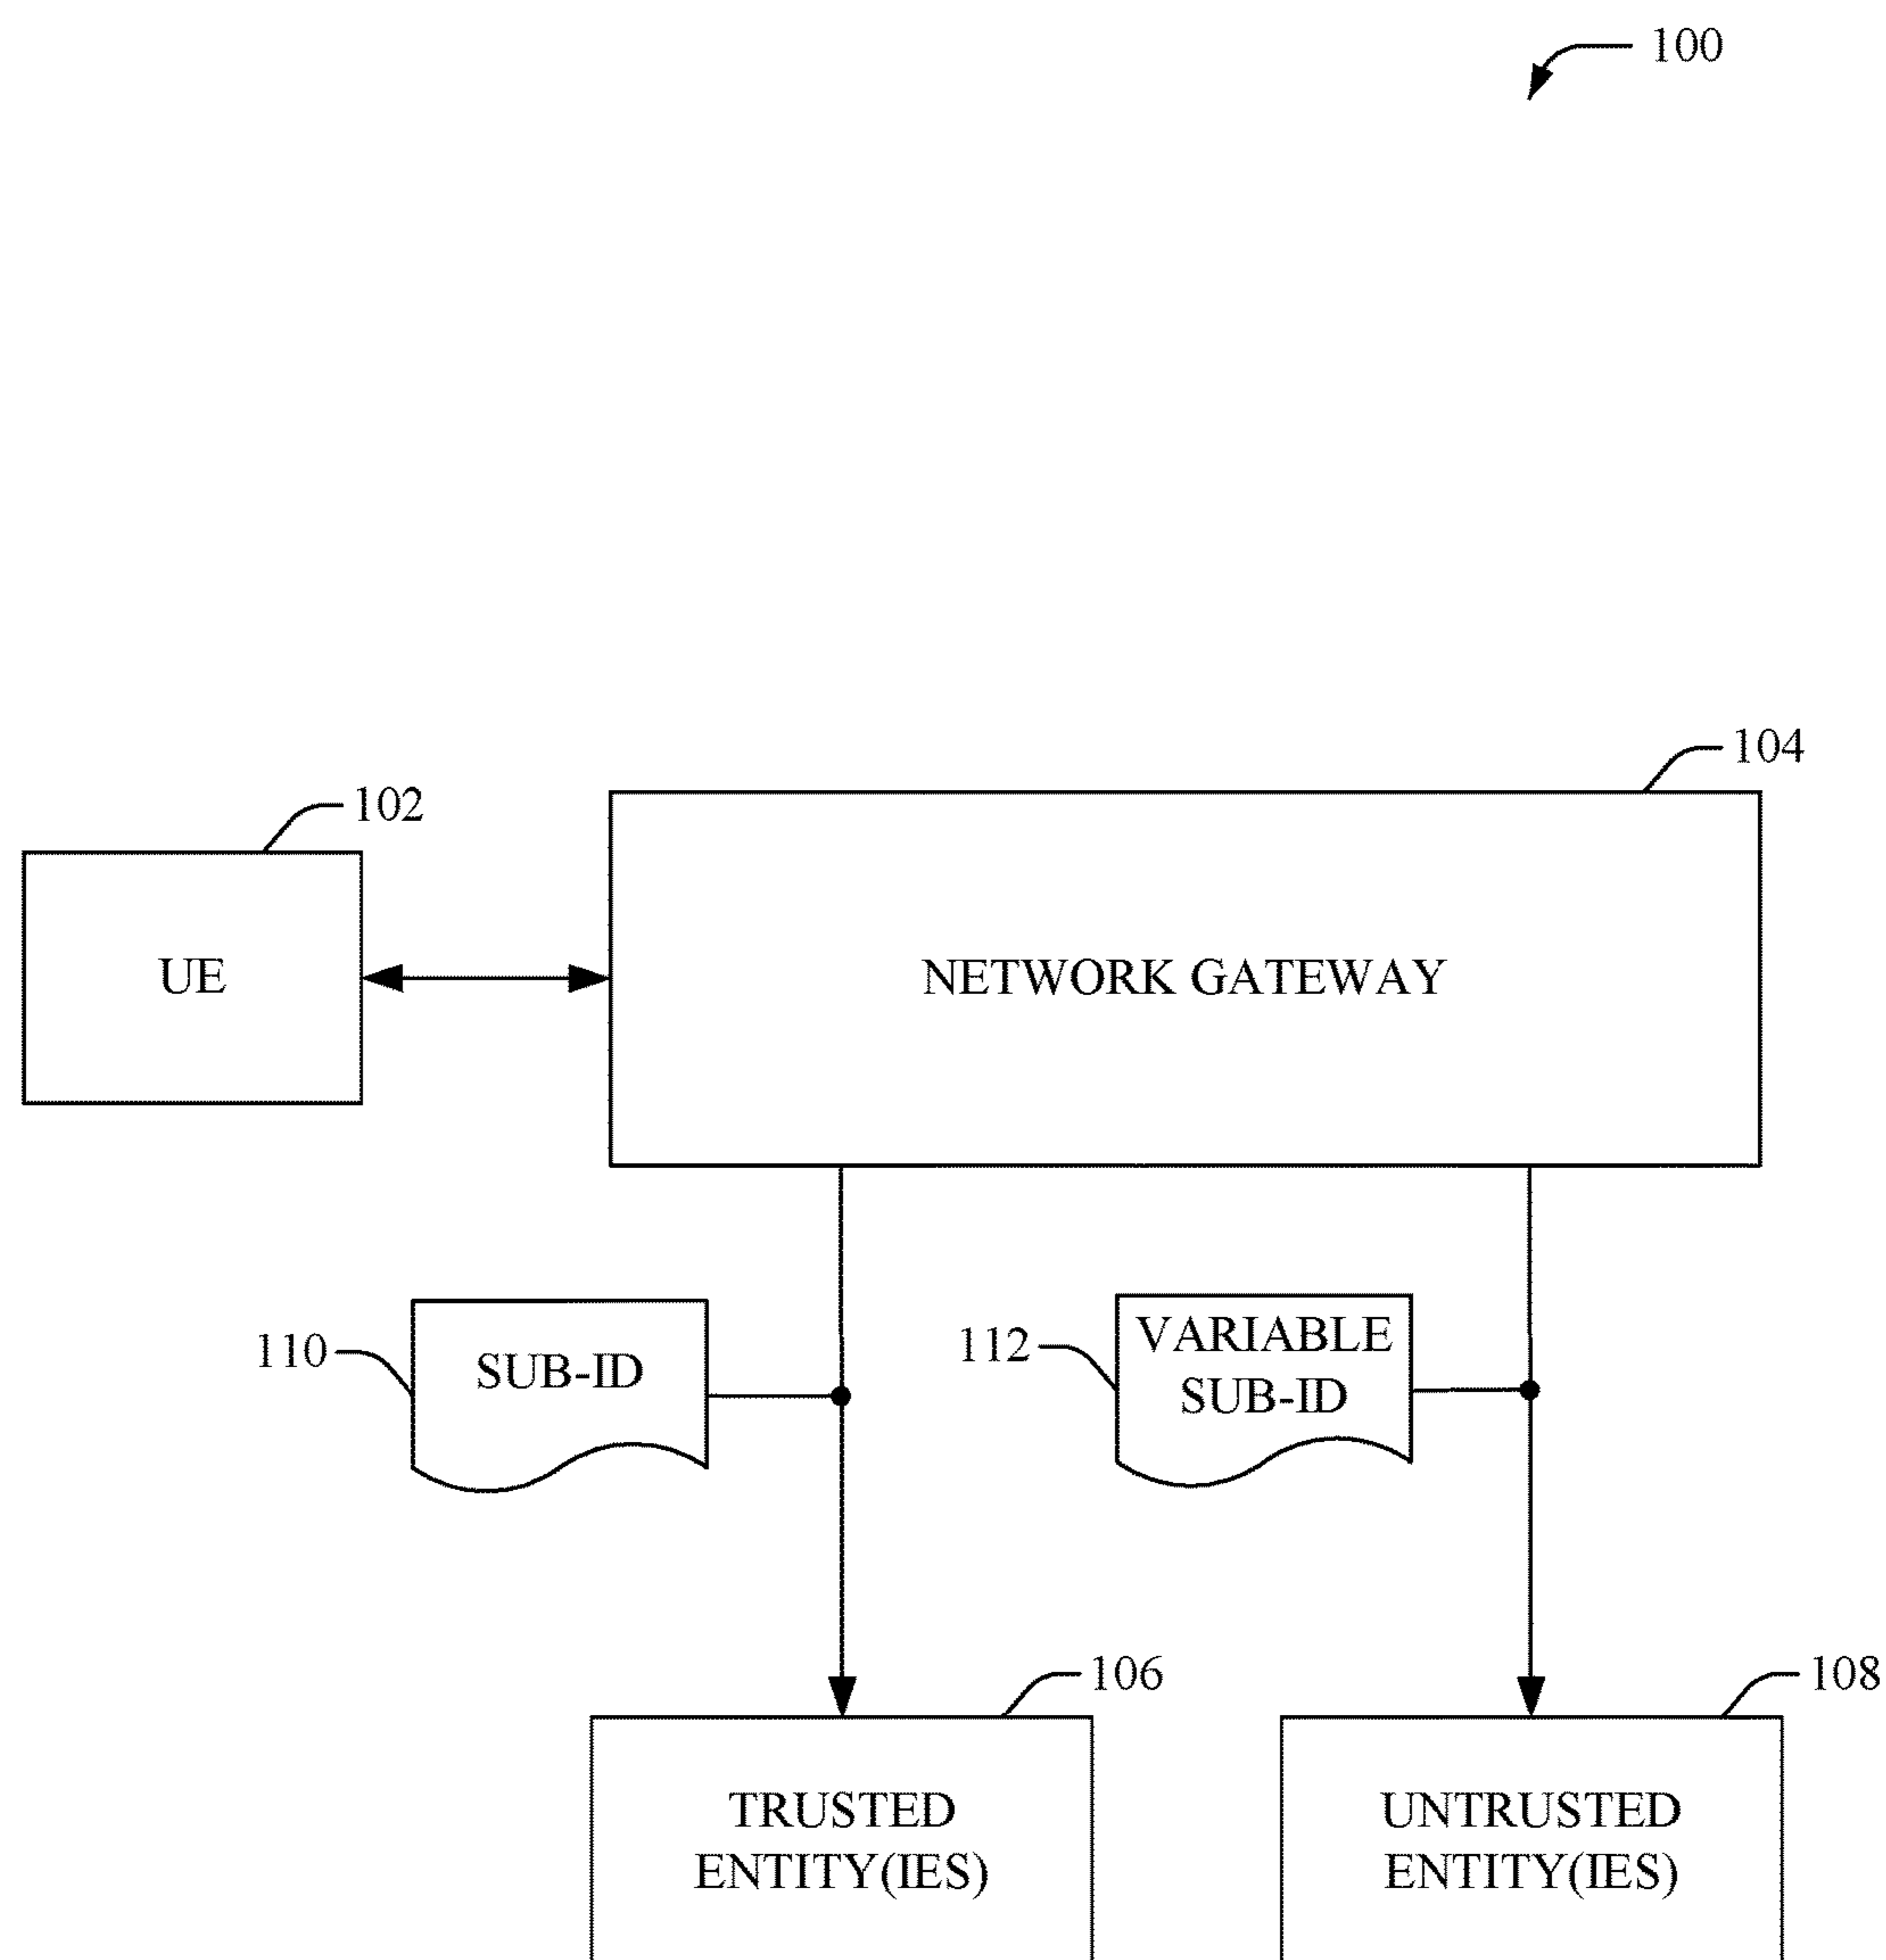 100
104
102
UE
NETWORK GATEWAY
110
SUB-ID
112
VARIABLE
SUB-ID
106
108
TRUSTED
ENTITY(IES)
UNTRUSTED
ENTITY(IES)